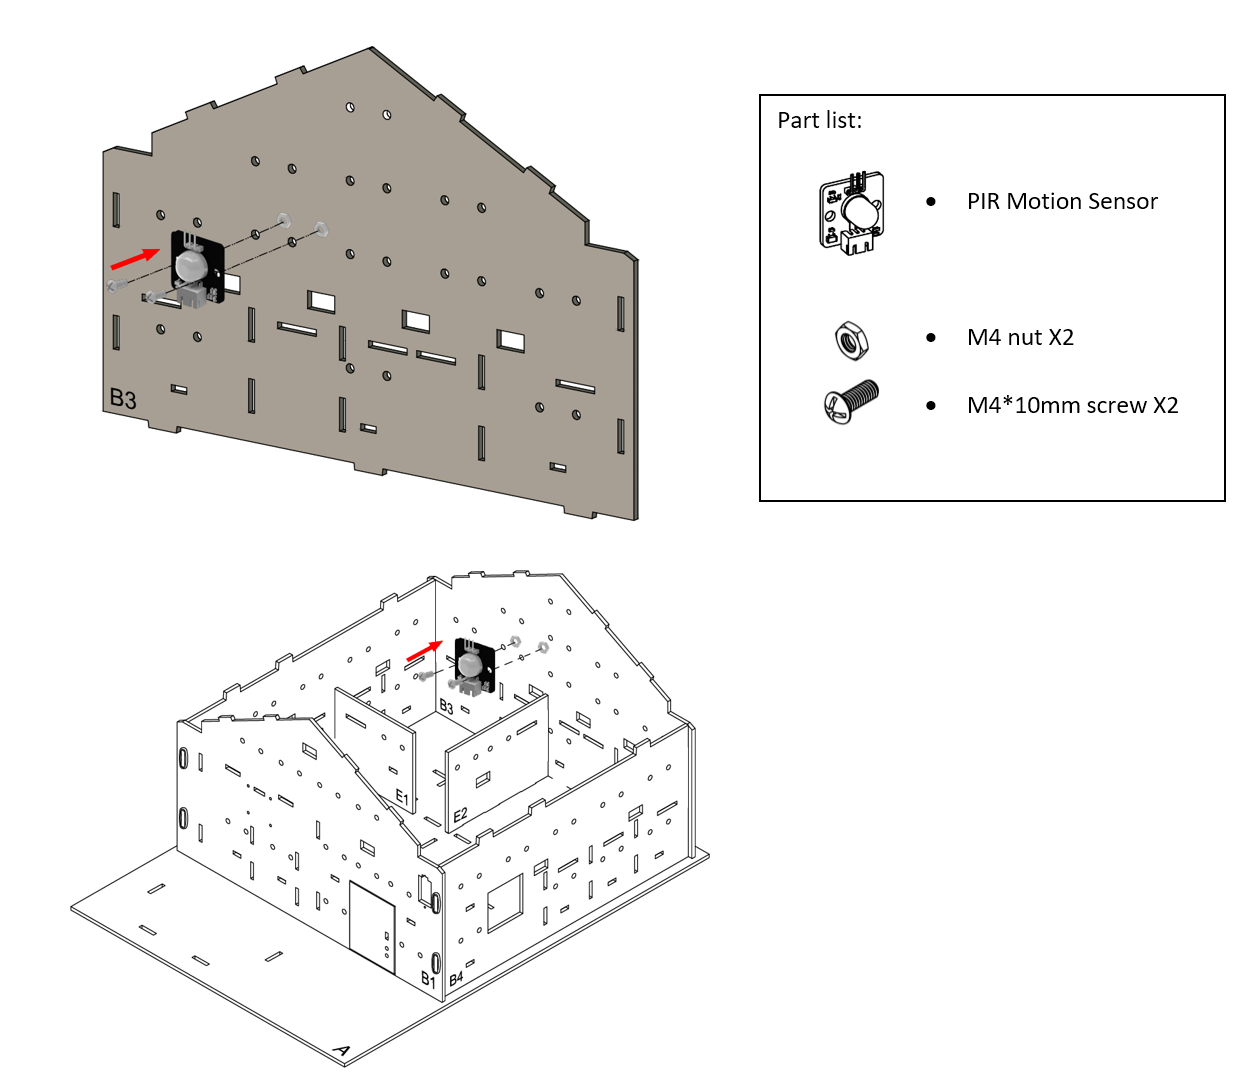 Part list:
• PIR Motion Sensor
• M4 nut X2
• M4*10mm screw X2
B3
B3
E1
E2
B1
B4
A